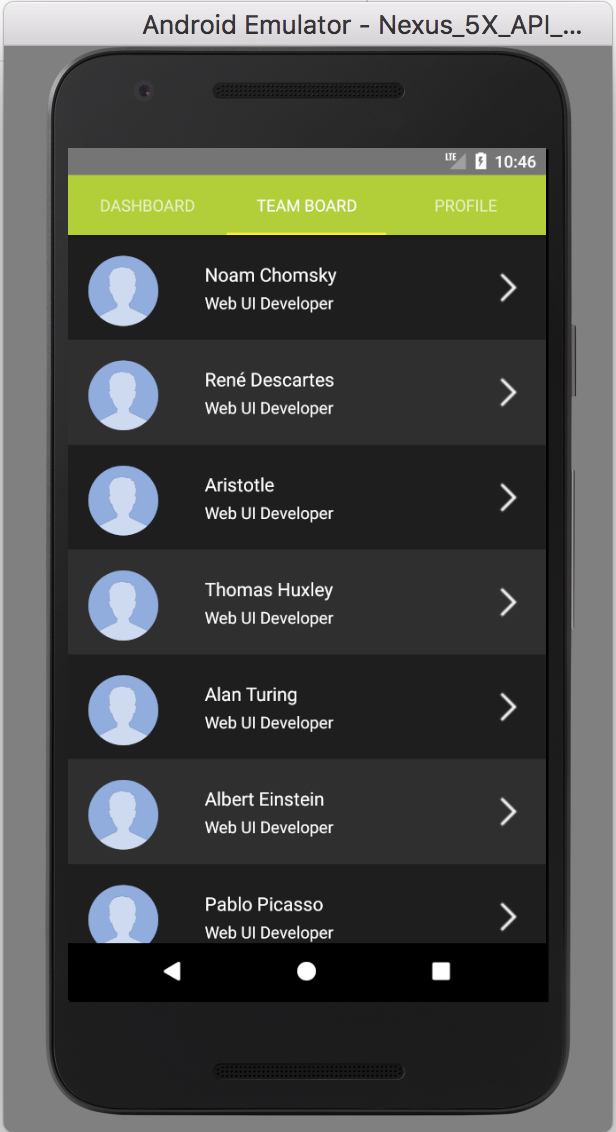 Android Emulator - Nexus_5X_API_...
LTE 10:46
DASHBOARD TEAM BOARD PROFILE
Noam Chomsky
Web UI Developer
René Descartes
Web UI Developer
Aristotle
Web UI Developer
Thomas Huxley
Web UI Developer
Alan Turing
Web UI Developer
Albert Einstein
Web UI Developer
Pablo Picasso
Web UI Developer